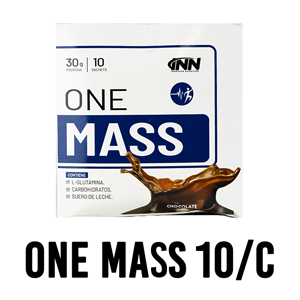 30g
PROTEÍNA
10
SACHETS
INN
ONE
MASS
CONTIENE
L-GLUTAMINA.
CARBOHIDRATOS.
SUERO DE LECHE.
CHOCOLATE
ONE MASS 10/C